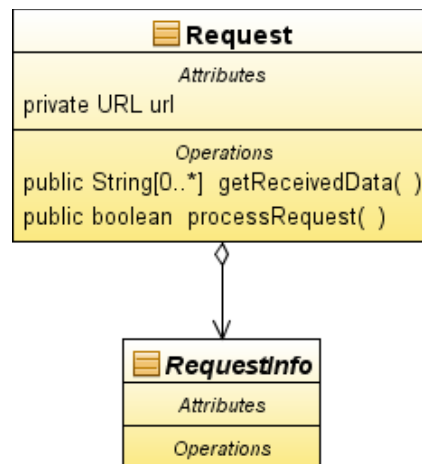 Request
Attributes
private URL url
Operations
public String[0..*] getReceivedData( )
public boolean processRequest( )
RequestInfo
Attributes
Operations